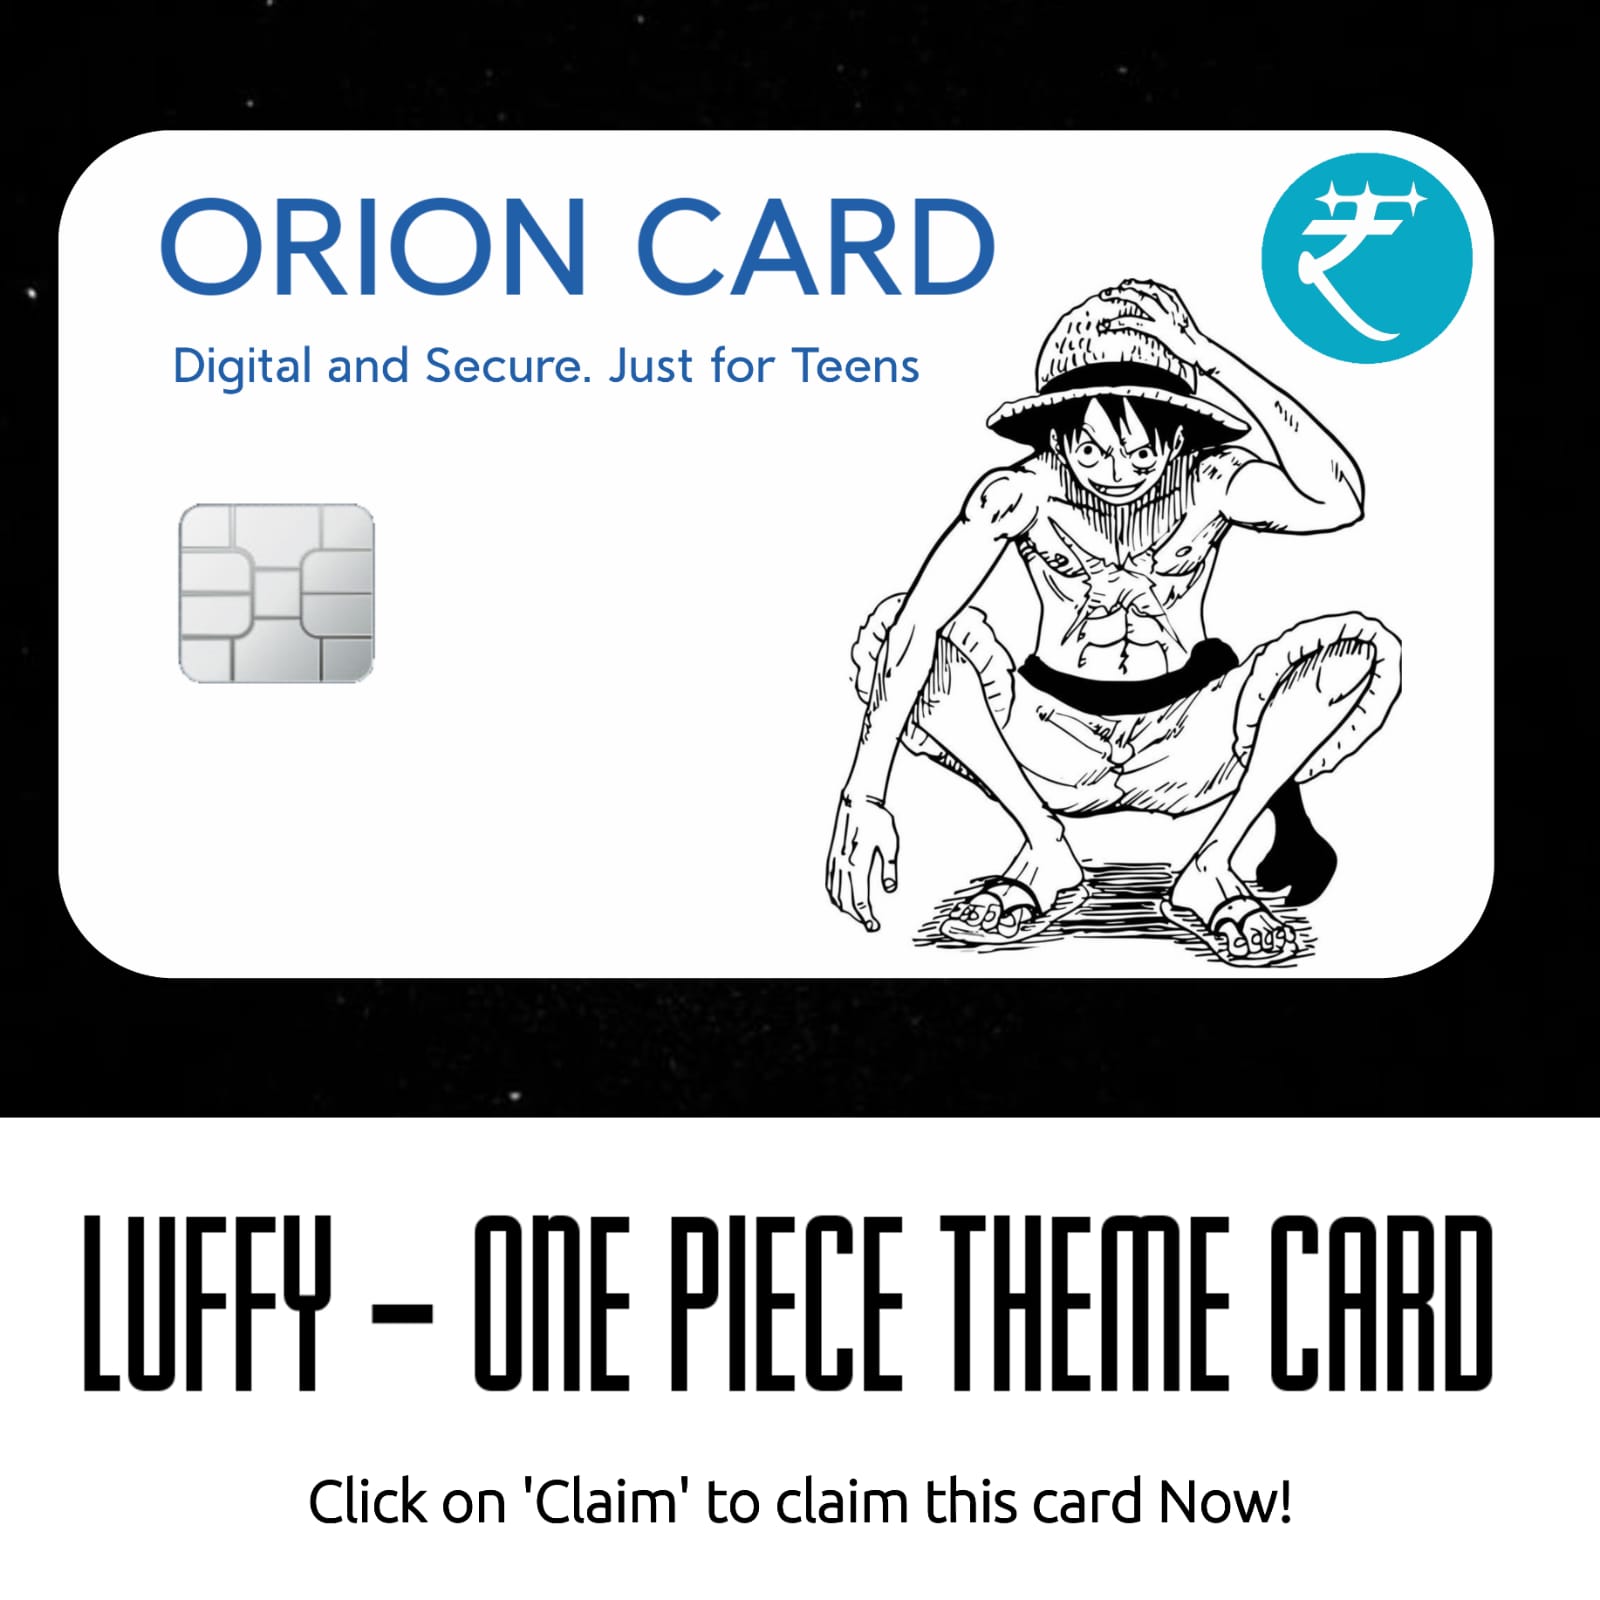 ORION CARD
Digital and Secure. Just for Teens
LUFFY - ONE PIECE THEME CARD
Click on 'Claim' to claim this card Now!